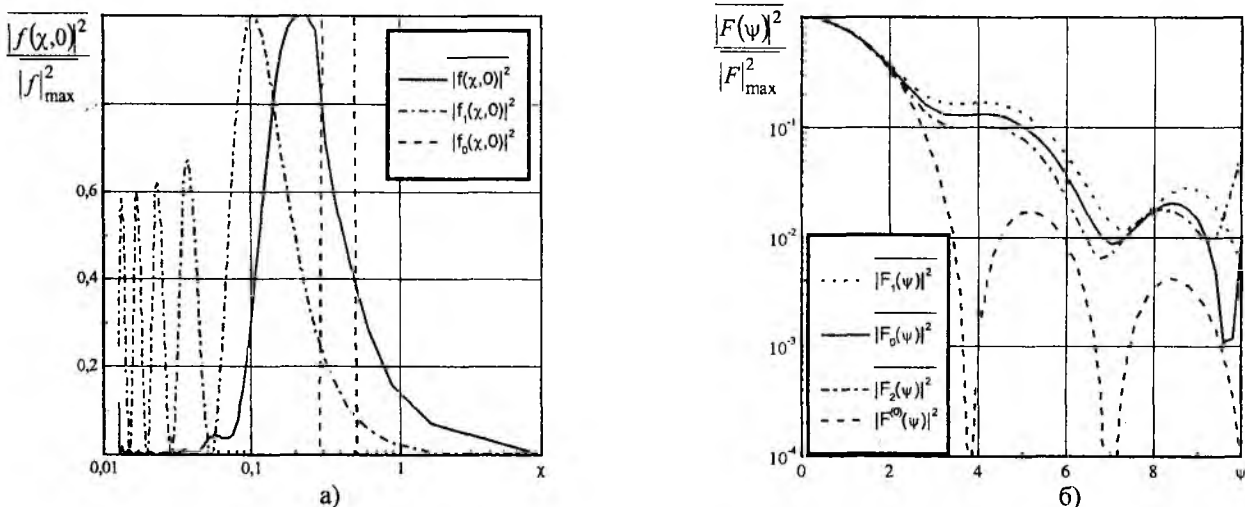 |f(χ,0)|²
|f|²max
|f(χ,0)|²
|f₁(χ,0)|²
|f₀(χ,0)|²
0,6
0,4
0,2
0,01
0,1
1
χ
а)
|F(ψ)|²
|F|²max
10⁻¹
10⁻²
10⁻³
10⁻⁴
|F₁(ψ)|²
|F₀(ψ)|²
|F₂(ψ)|²
|F⁽⁰⁾(ψ)|²
0
2
4
6
8
ψ
б)